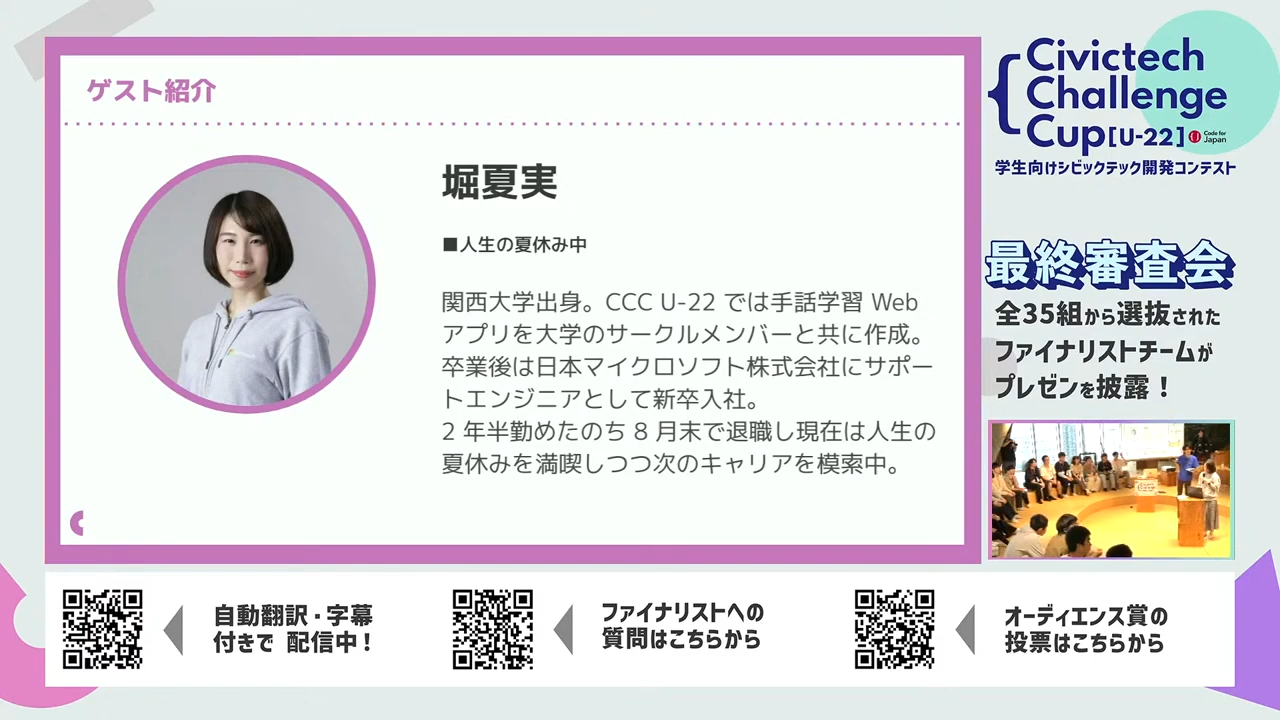 ゲスト紹介
堀夏実
■人生の夏休み中
関西大学出身。CCC U-22 では手話学習 Web
アプリを大学のサークルメンバーと共に作成。
卒業後は日本マイクロソフト株式会社にサポー
トエンジニアとして新卒入社。
2 年半勤めたのち 8 月末で退職し現在は人生の
夏休みを満喫しつつ次のキャリアを模索中。
Civictech
Challenge
Cup[U-22]
Code for
Japan
学生向けシビックテック開発コンテスト
最終審査会
全35組から選抜された
ファイナリストチームが
プレゼンを披露！
自動翻訳・字幕
付きで 配信中！
ファイナリストへの
質問はこちらから
オーディエンス賞の
投票はこちらから